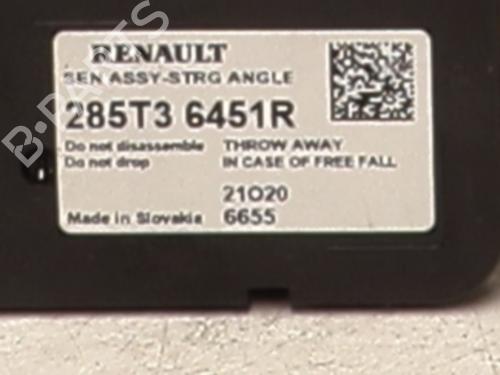 RENAULT
SEN ASSY-STRG ANGLE
285T3 6451R
Do not disassemble THROW AWAY
Do not drop IN CASE OF FREE FALL
21O20
Made in Slovakia 6655
B-PARTS